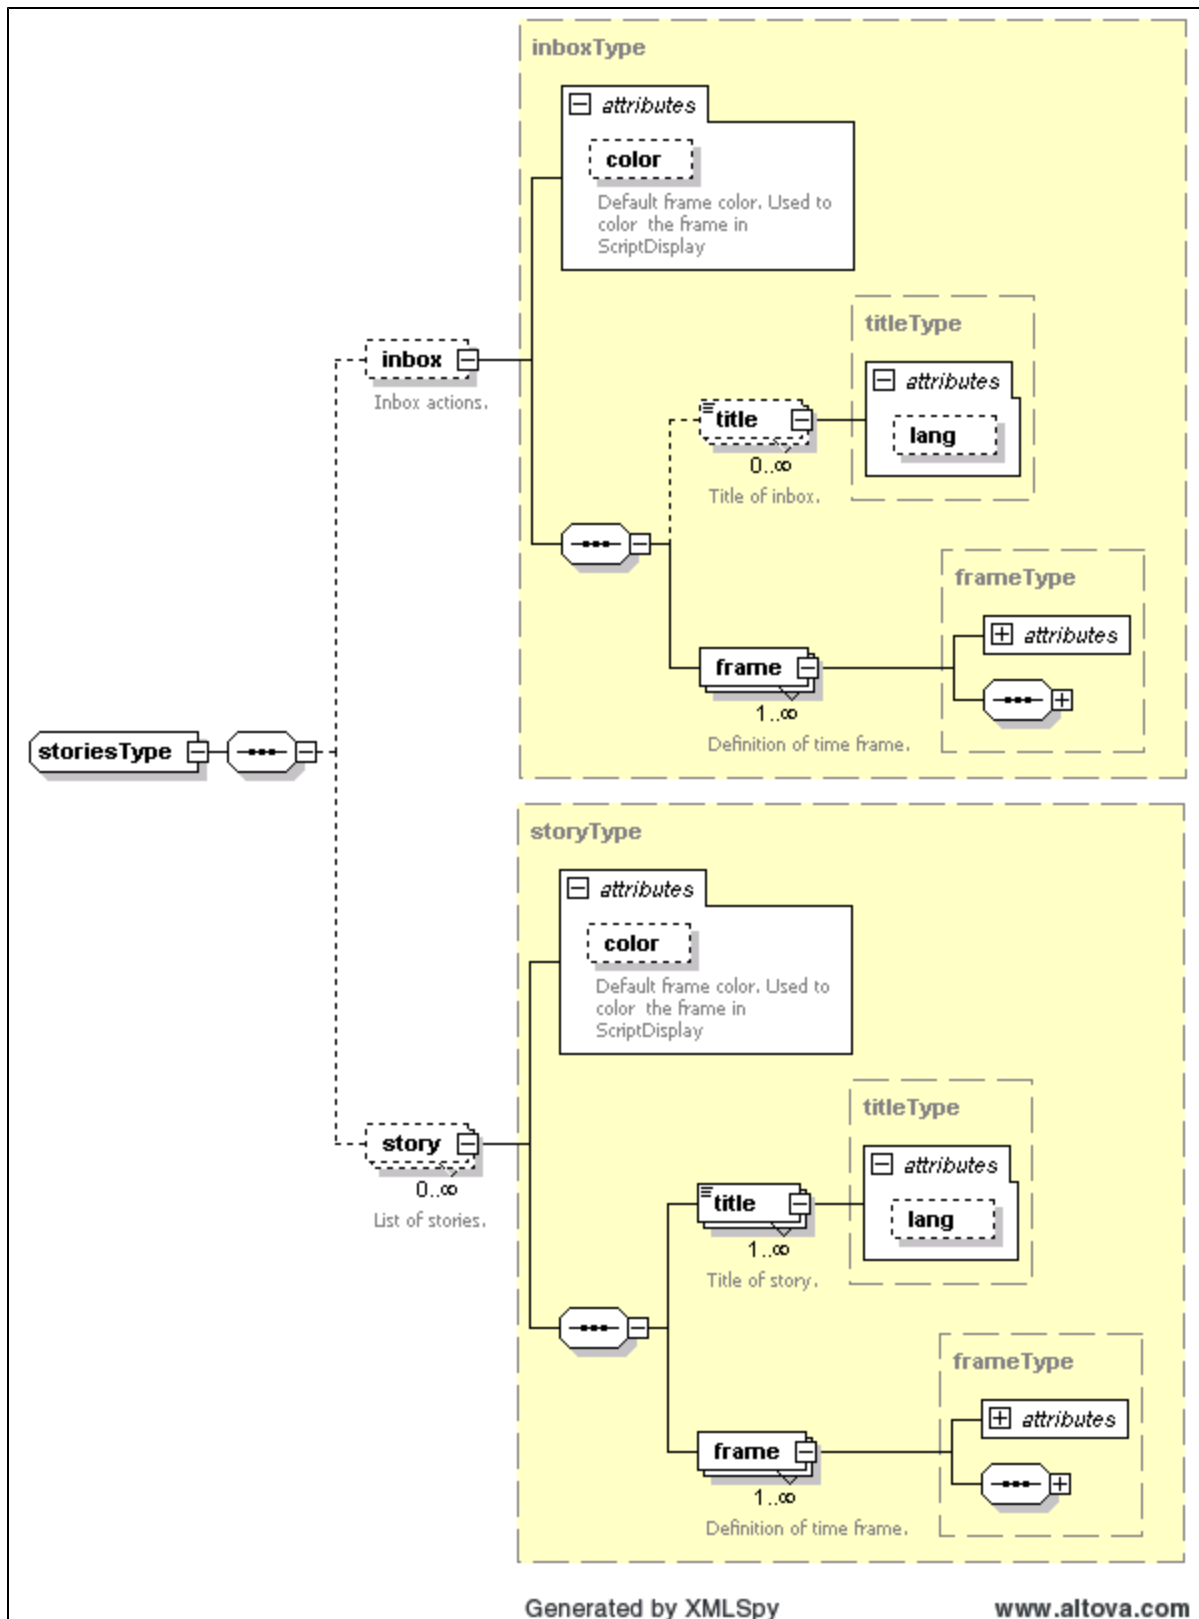 inboxType
attributes
color
Default frame color. Used to
color the frame in
ScriptDisplay
titleType
inbox
attributes
Inbox actions.
title
lang
0..∞
Title of inbox.
frameType
attributes
frame
1..∞
Definition of time frame.
storiesType
storyType
attributes
color
Default frame color. Used to
color the frame in
ScriptDisplay
titleType
story
attributes
0..∞
title
lang
List of stories.
1..∞
Title of story.
frameType
attributes
frame
1..∞
Definition of time frame.
Generated by XMLSpy
www.altova.com